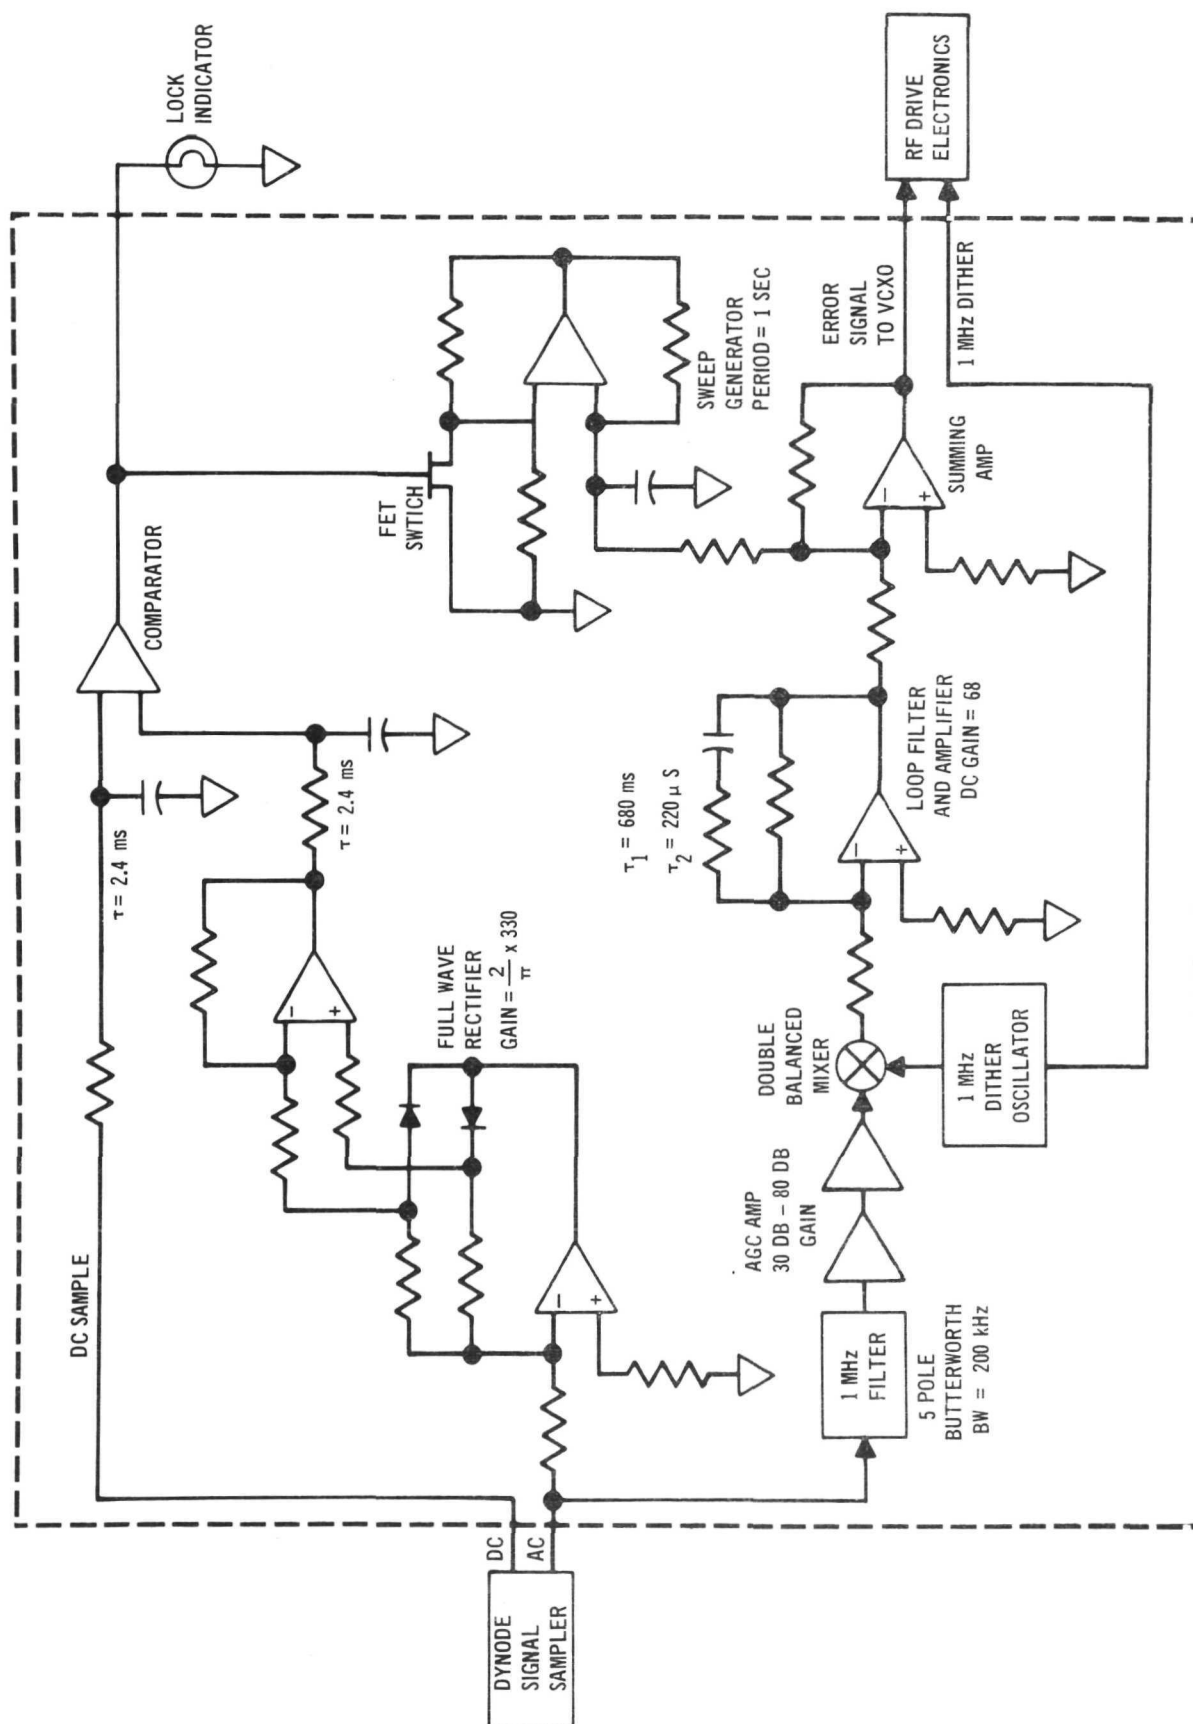 DYNODE
SIGNAL
SAMPLER
DC
AC
DC SAMPLE
τ = 2.4 ms
τ = 2.4 ms
COMPARATOR
LOCK
INDICATOR
FULL WAVE
RECTIFIER
GAIN = 2/π x 330
-
+
-
+
FET
SWTICH
SWEEP
GENERATOR
PERIOD = 1 SEC
1 MHz
FILTER
5 POLE
BUTTERWORTH
BW = 200 kHz
AGC AMP
30 DB – 80 DB
GAIN
DOUBLE
BALANCED
MIXER
1 MHz
DITHER
OSCILLATOR
τ1 = 680 ms
τ2 = 220 μ S
-
+
LOOP FILTER
AND AMPLIFIER
DC GAIN = 68
-
+
SUMMING
AMP
ERROR
SIGNAL
TO VCXO
1 MHz DITHER
RF DRIVE
ELECTRONICS